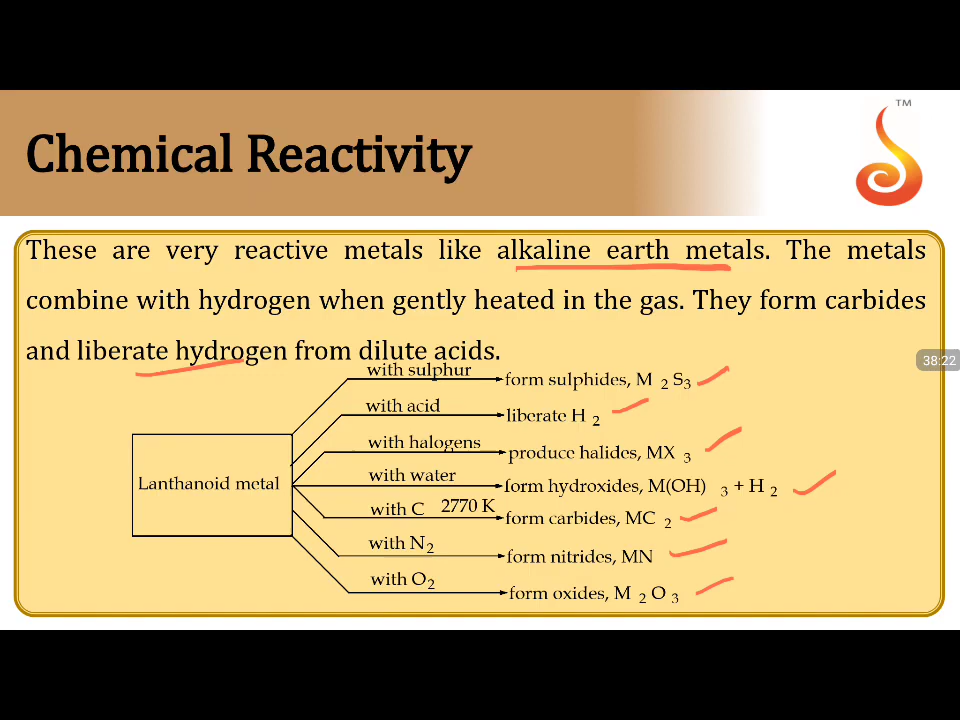 TM
Chemical Reactivity
These are very reactive metals like alkaline earth metals. The metals
combine with hydrogen when gently heated in the gas. They form carbides
and liberate hydrogen from dilute acids.
38:22
with sulphur form sulphides, M 2 S3
with acid liberate H 2
with halogens produce halides, MX 3
with water form hydroxides, M(OH) 3 + H 2
Lanthanoid metal
with C 2770 K form carbides, MC 2
with N2 form nitrides, MN
with O2 form oxides, M 2 O 3